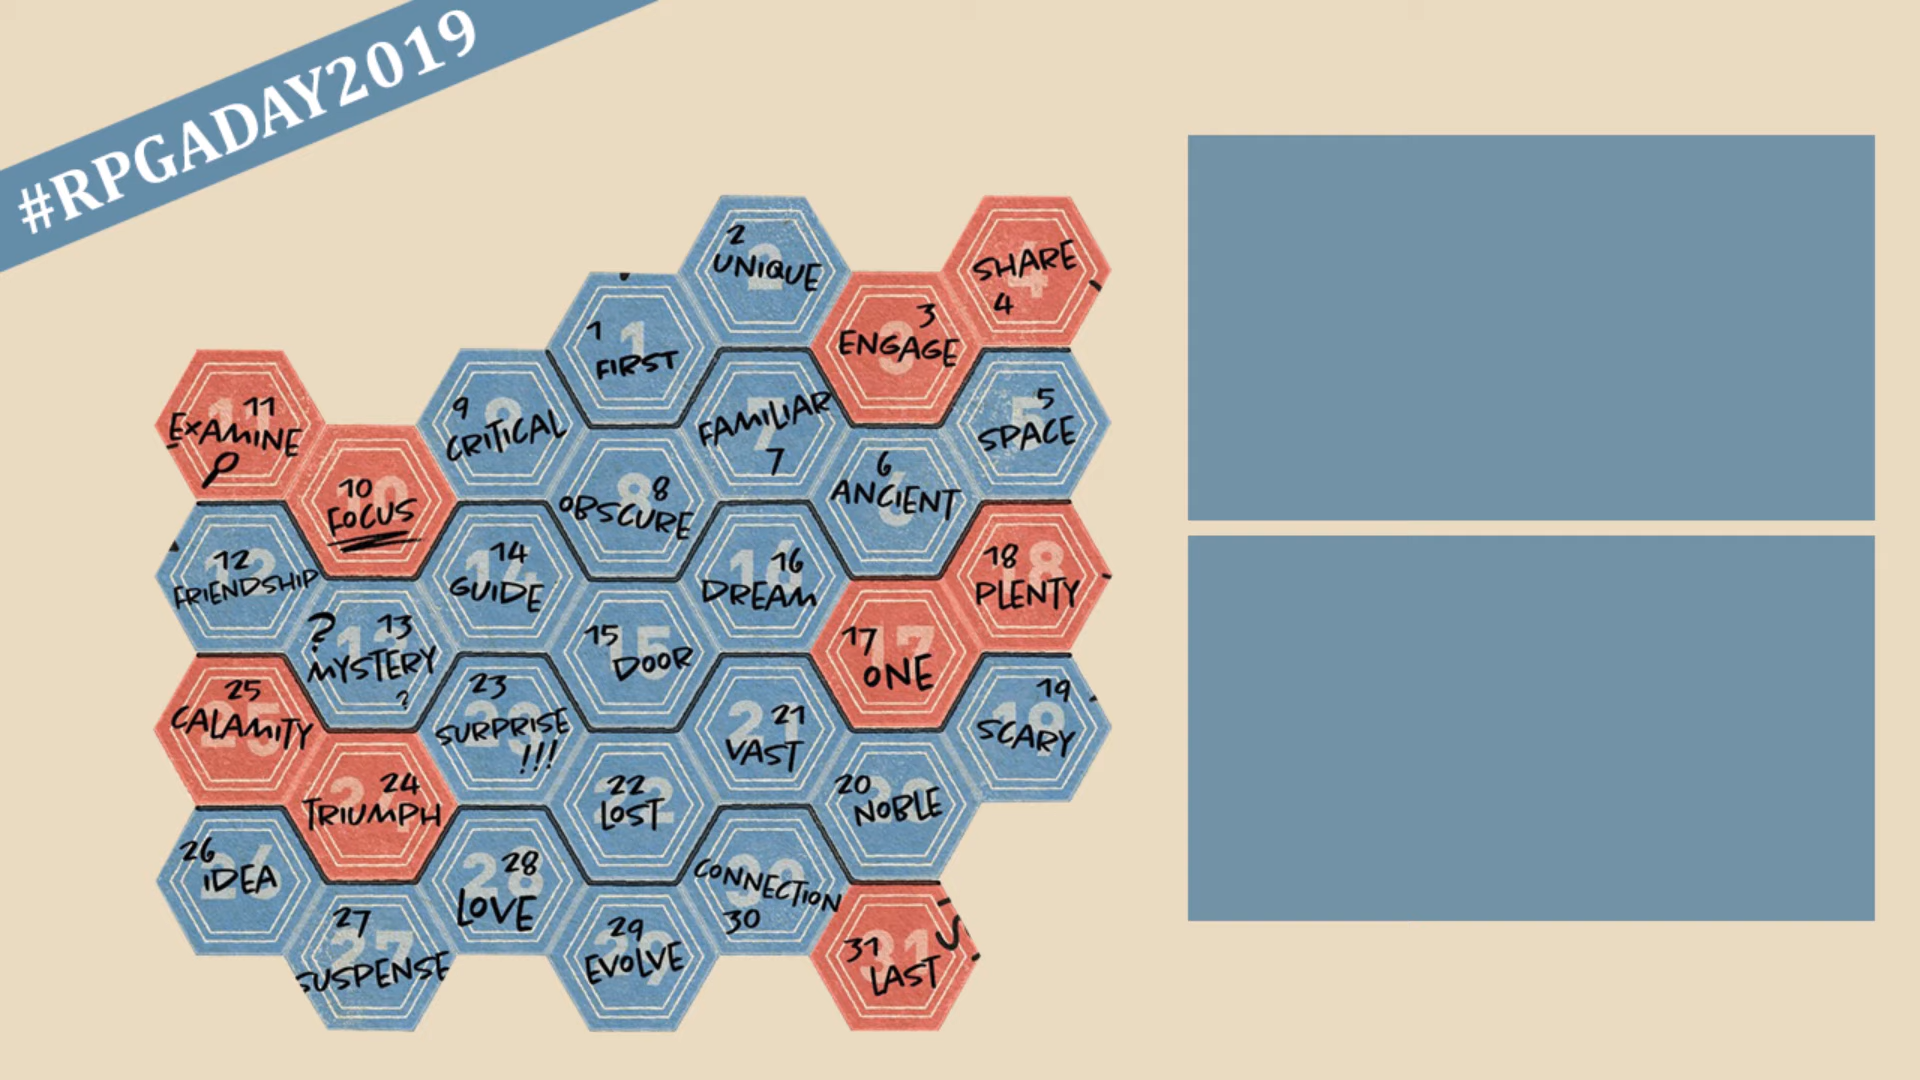 #RPGADAY2019
1
FIRST
2
UNIQUE
3
ENGAGE
SHARE
4
5
SPACE
6
ANCIENT
FAMILIAR
7
8
OBSCURE
9
CRITICAL
10
FOCUS
11
EXAMINE
12
FRIENDSHIP
?
13
MYSTERY
?
14
GUIDE
15
DOOR
16
DREAM
17
ONE
18
PLENTY
19
SCARY
20
NOBLE
21
VAST
22
LOST
23
SURPRISE
!!!
24
TRIUMPH
25
CALAMITY
26
IDEA
27
SUSPENSE
28
LOVE
29
EVOLVE
CONNECTION
30
31
LAST